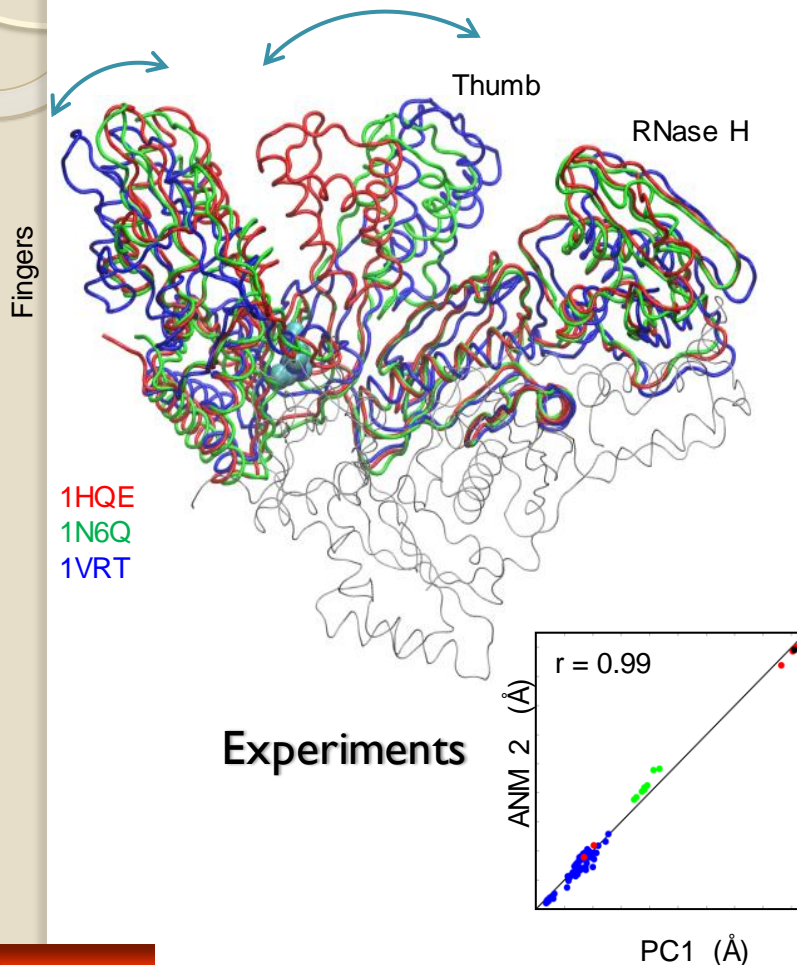 Thumb
RNase H
Fingers
1HQE
1N6Q
1VRT
r = 0.99
Experiments
ANM 2 (Å)
PC1 (Å)